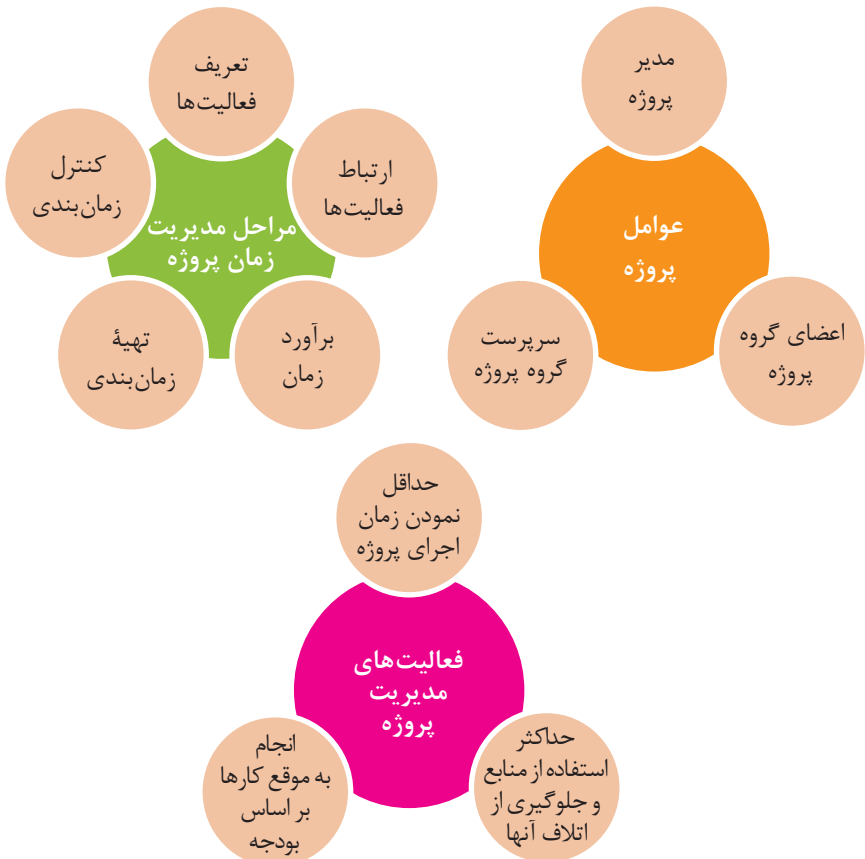 مدیر
پروژه
عوامل
پروژه
اعضای گروه
پروژه
سرپرست
گروه پروژه
تعریف
فعالیت‌ها
ارتباط
فعالیت‌ها
برآورد
زمان
تهیۀ
زمان‌بندی
کنترل
زمان‌بندی
مراحل مدیریت
زمان پروژه
حداقل
نمودن زمان
اجرای پروژه
فعالیت‌های
مدیریت
پروژه
حداکثر
استفاده از منابع
و جلوگیری از
اتلاف آنها
انجام
به موقع کارها
بر اساس
بودجه